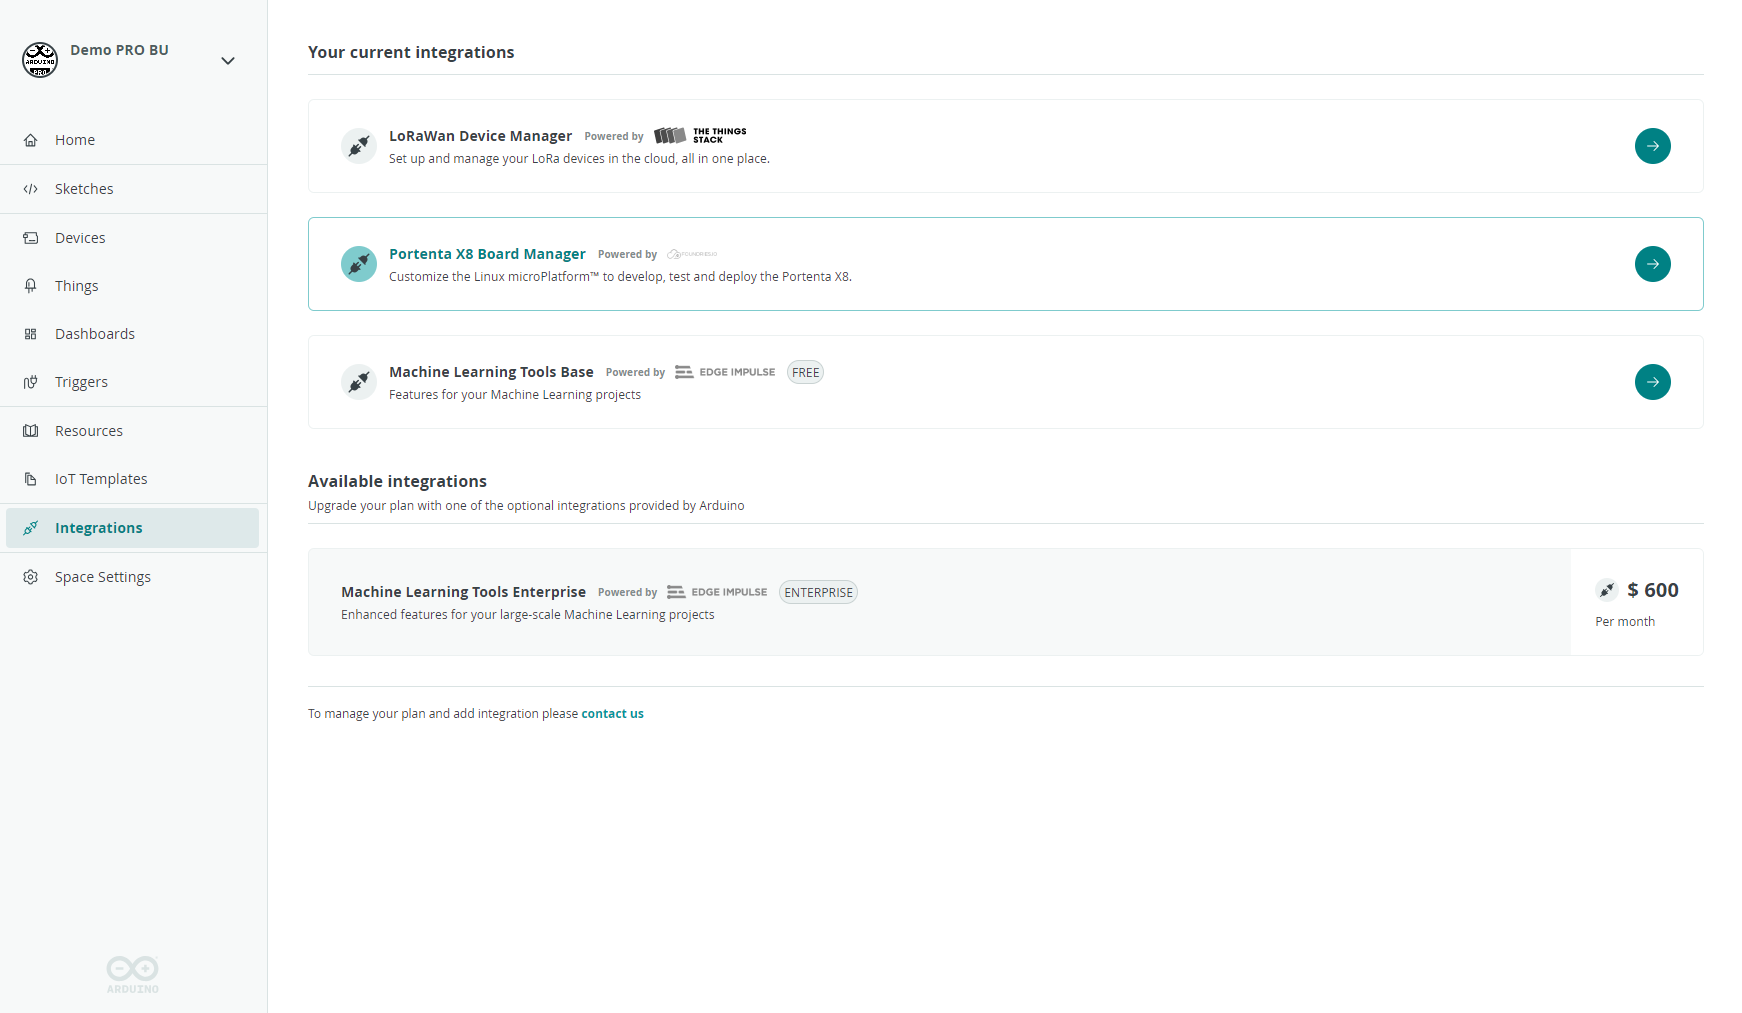 Demo PRO BU
ARDUINO
PRO
Home
Sketches
Devices
Things
Dashboards
Triggers
Resources
IoT Templates
Integrations
Space Settings
ARDUINO
Your current integrations
LoRaWan Device Manager Powered by THE THINGS STACK
Set up and manage your LoRa devices in the cloud, all in one place.
Portenta X8 Board Manager Powered by FOUNDRIES.IO
Customize the Linux microPlatform™ to develop, test and deploy the Portenta X8.
Machine Learning Tools Base Powered by EDGE IMPULSE FREE
Features for your Machine Learning projects
Available integrations
Upgrade your plan with one of the optional integrations provided by Arduino
Machine Learning Tools Enterprise Powered by EDGE IMPULSE ENTERPRISE
Enhanced features for your large-scale Machine Learning projects
$ 600
Per month
To manage your plan and add integration please contact us